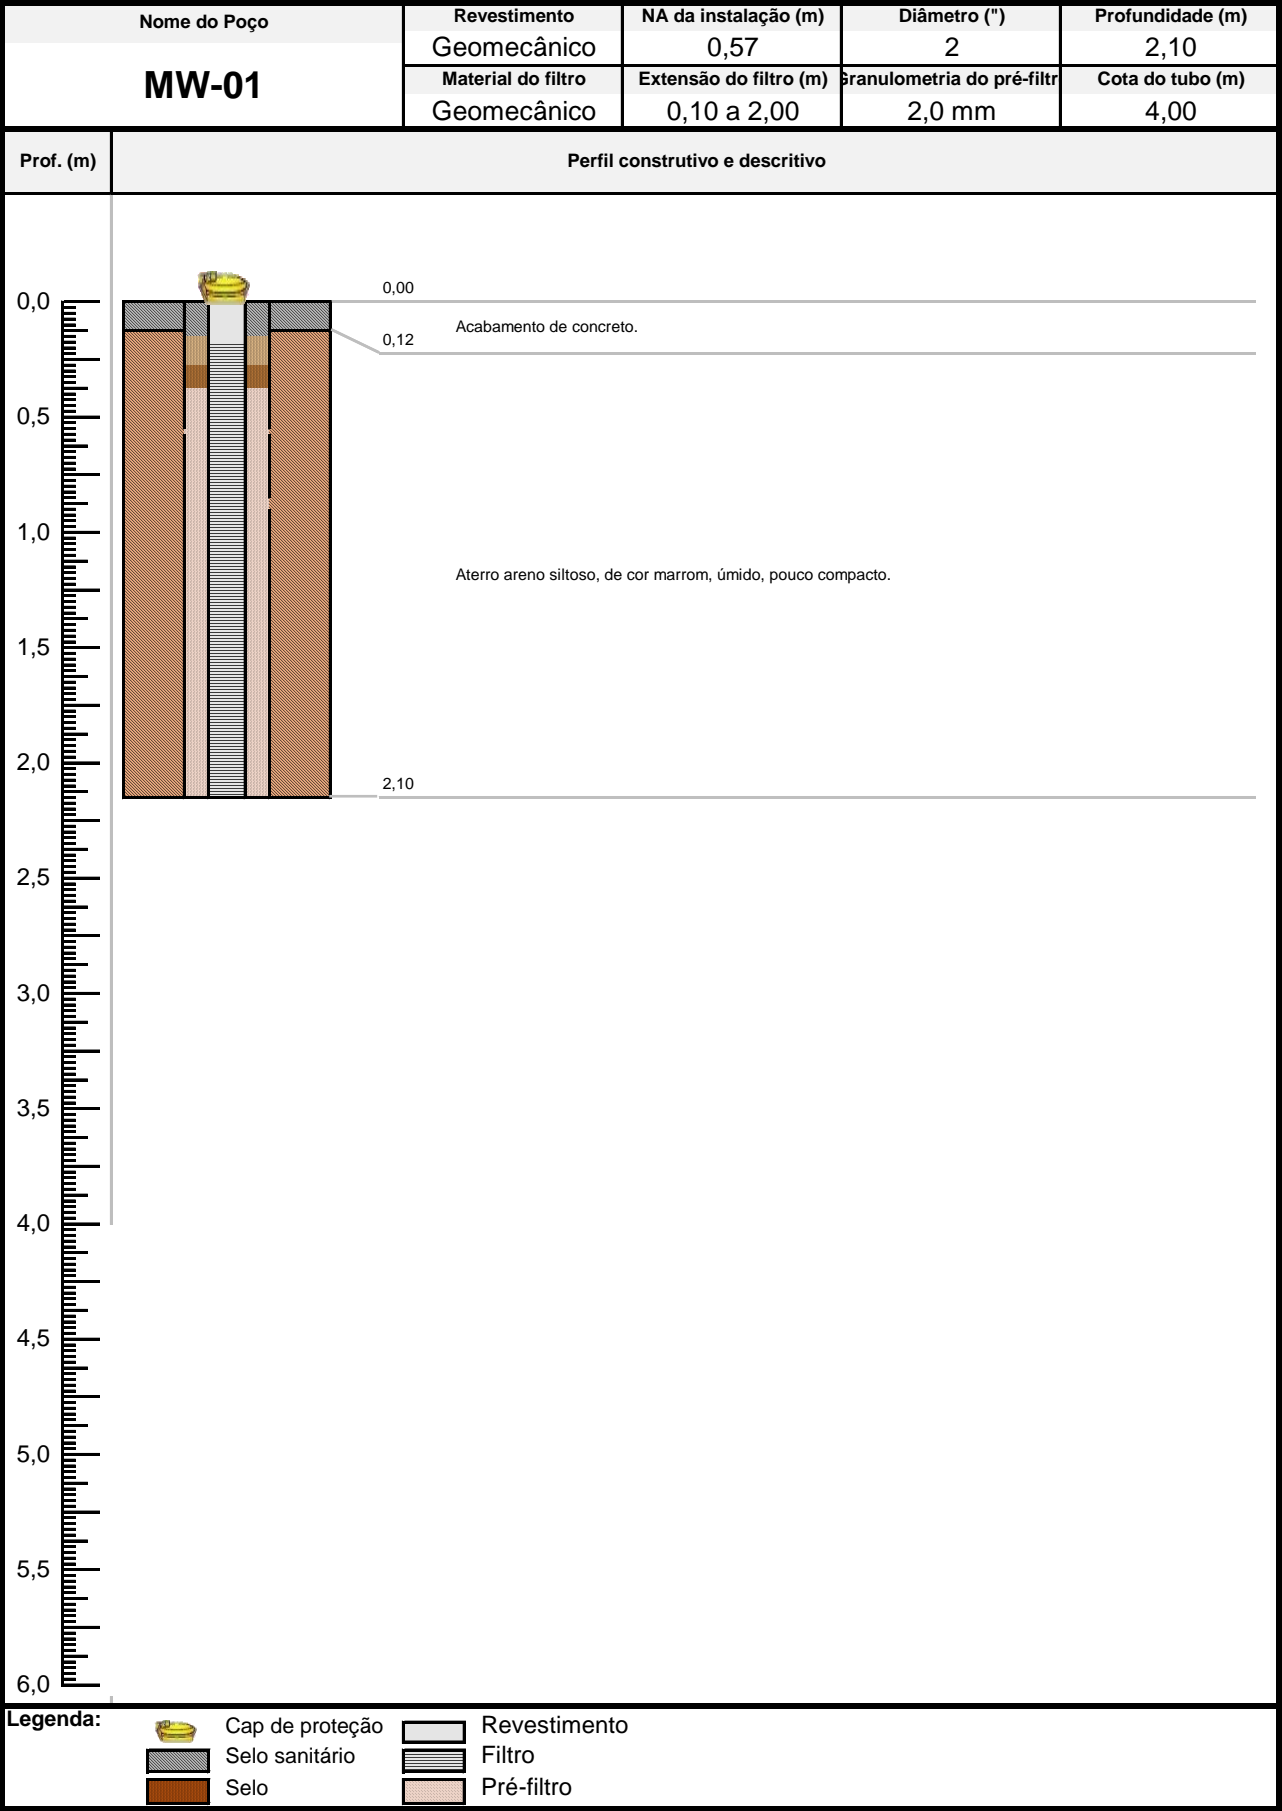 Nome do Poço
MW-01
Revestimento
NA da instalação (m)
Diâmetro (")
Profundidade (m)
Geomecânico
0,57
2
2,10
Material do filtro
Extensão do filtro (m)
Granulometria do pré-filtr
Cota do tubo (m)
Geomecânico
0,10 a 2,00
2,0 mm
4,00
Prof. (m)
Perfil construtivo e descritivo
0,00
0,0
Acabamento de concreto.
0,12
0,5
1,0
Aterro areno siltoso, de cor marrom, úmido, pouco compacto.
1,5
2,0
2,10
2,5
3,0
3,5
4,0
4,5
5,0
5,5
6,0
Legenda:
Cap de proteção
Revestimento
Selo sanitário
Filtro
Selo
Pré-filtro